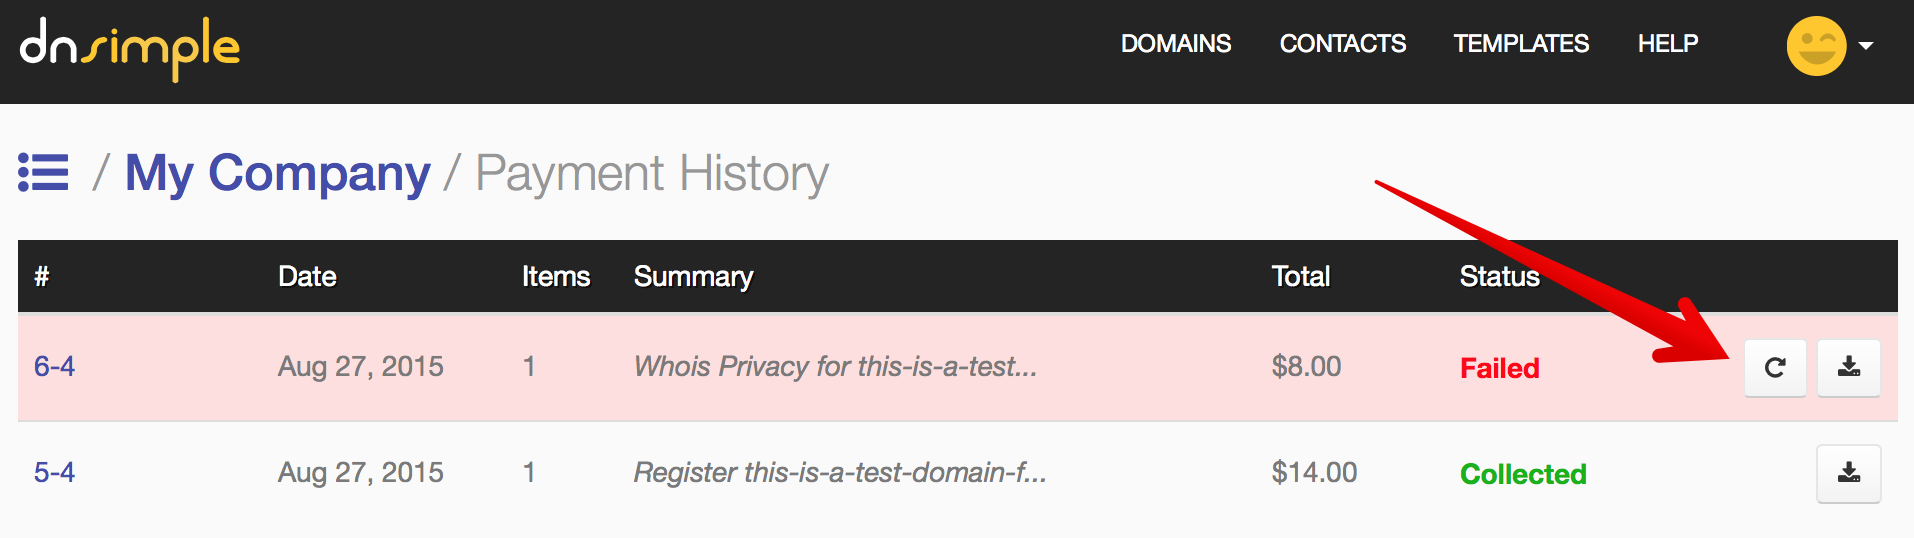 dnsimple DOMAINS CONTACTS TEMPLATES HELP
/ My Company / Payment History
# Date Items Summary Total Status
6-4 Aug 27, 2015 1 Whois Privacy for this-is-a-test... $8.00 Failed
5-4 Aug 27, 2015 1 Register this-is-a-test-domain-f... $14.00 Collected